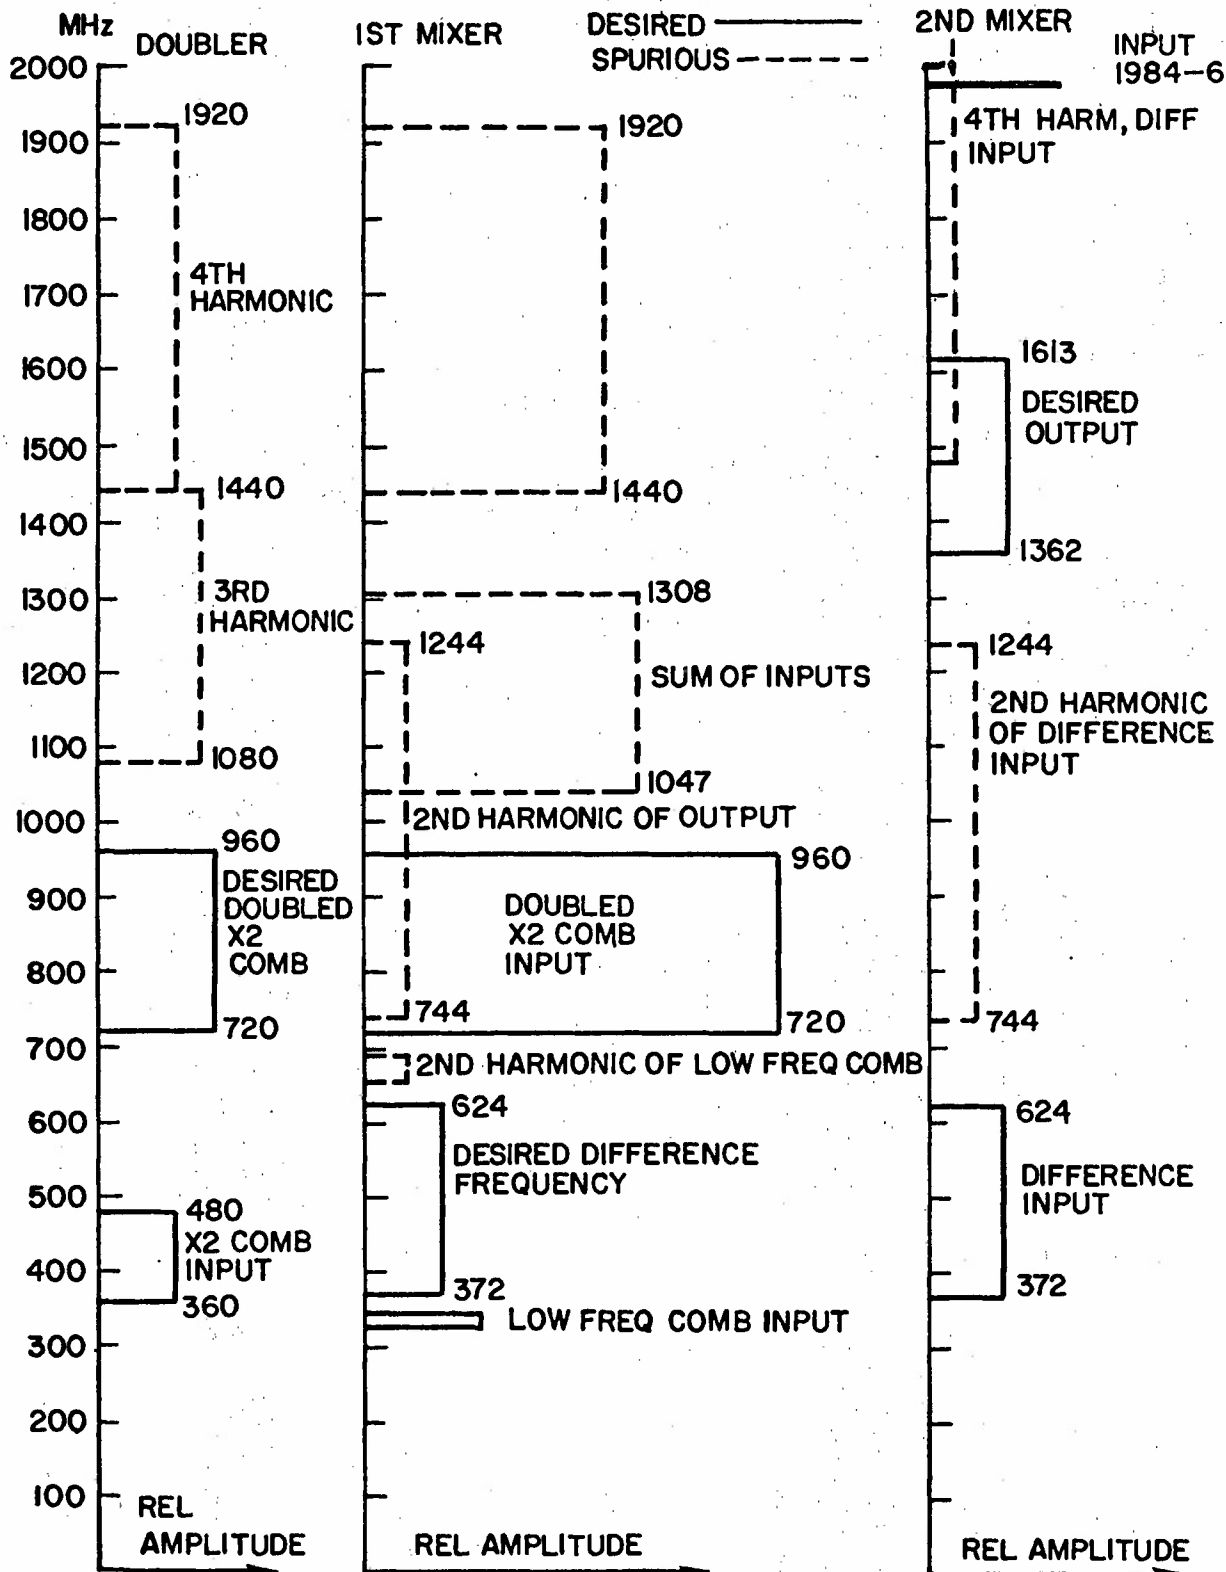 MHz
DOUBLER
2000
1900
1800
1700
1600
1500
1400
1300
1200
1100
1000
900
800
700
600
500
400
300
200
100
1920
4TH
HARMONIC
1440
3RD
HARMONIC
1080
960
DESIRED
DOUBLED
X2
COMB
720
480
X2 COMB
INPUT
360
REL
AMPLITUDE
1ST MIXER
DESIRED
SPURIOUS
1920
1440
1308
1244
SUM OF INPUTS
1047
2ND HARMONIC OF OUTPUT
960
DOUBLED
X2 COMB
INPUT
744
720
2ND HARMONIC OF LOW FREQ COMB
624
DESIRED DIFFERENCE
FREQUENCY
372
LOW FREQ COMB INPUT
REL AMPLITUDE
2ND MIXER
INPUT
1984-6
4TH HARM, DIFF
INPUT
1613
DESIRED
OUTPUT
1362
1244
2ND HARMONIC
OF DIFFERENCE
INPUT
744
624
DIFFERENCE
INPUT
372
REL AMPLITUDE